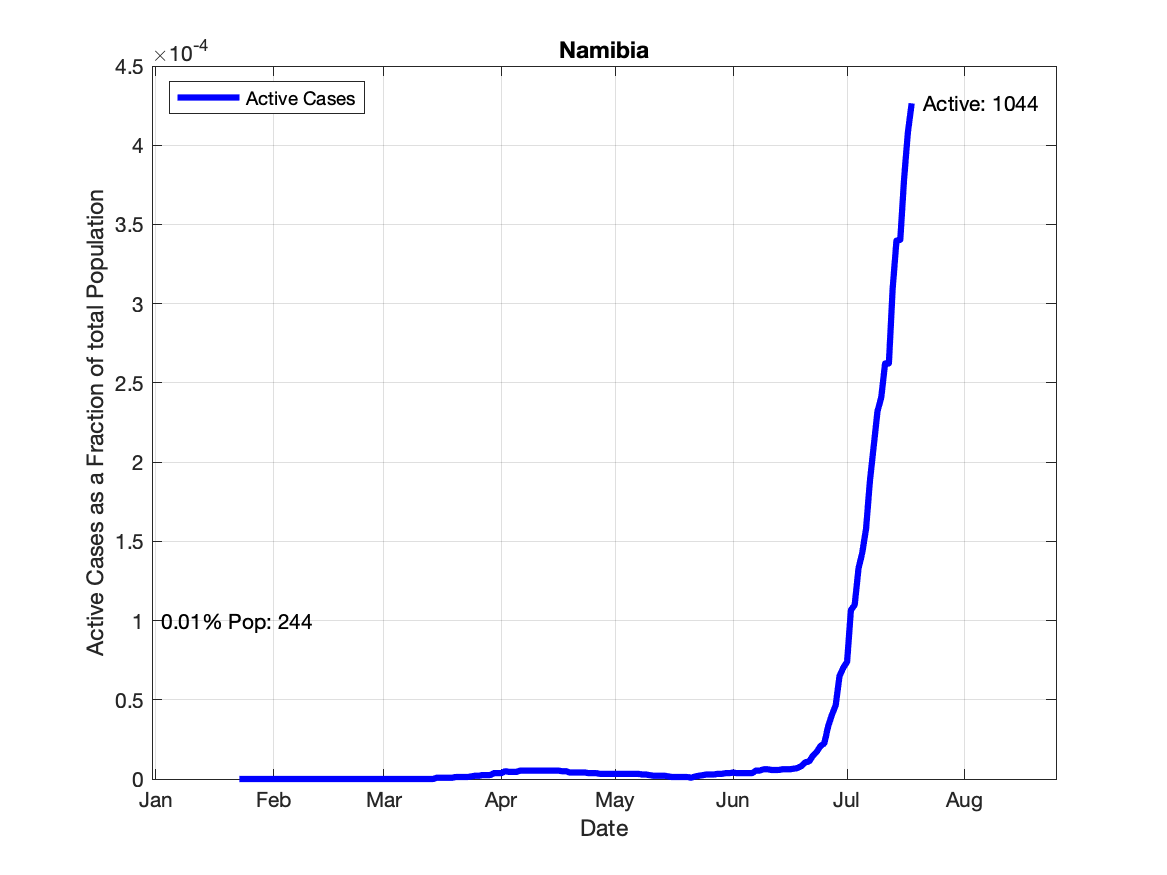 Namibia
×10^-4
4.5
4
3.5
3
2.5
2
1.5
1
0.5
0
Active Cases
Active: 1044
0.01% Pop: 244
Active Cases as a Fraction of total Population
Jan Feb Mar Apr May Jun Jul Aug
Date